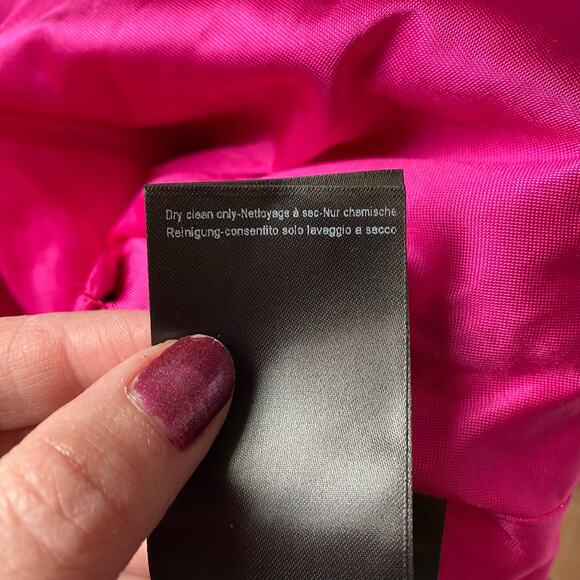 Dry clean only-Nettoyage à sec-Nur chemische
Reinigung-consentito solo lavaggio a secco